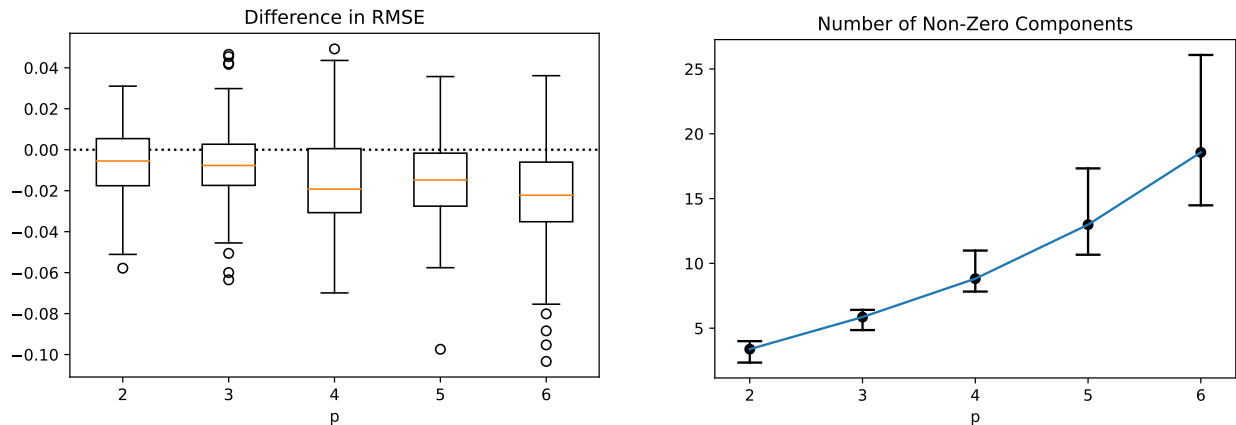 Difference in RMSE
0.04
0.02
0.00
−0.02
−0.04
−0.06
−0.08
−0.10
2 3 4 5 6
p
Number of Non-Zero Components
25
20
15
10
5
2 3 4 5 6
p